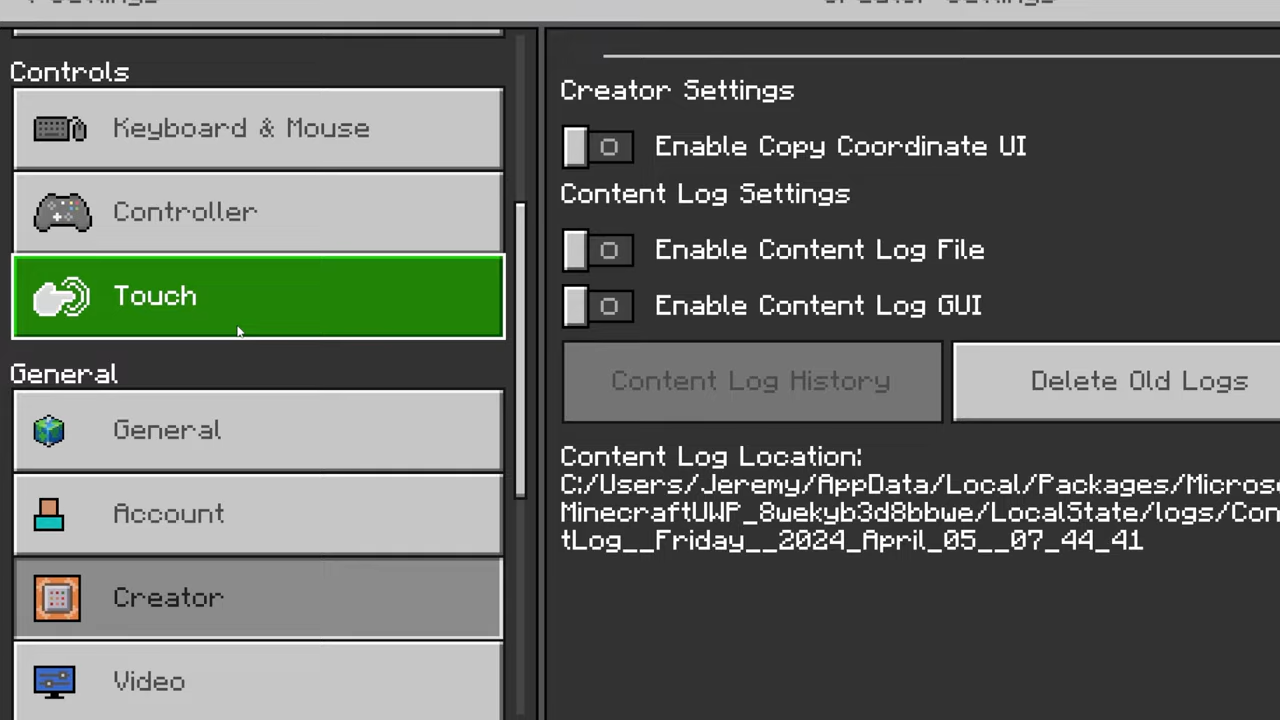 Controls
Keyboard & Mouse
Controller
Touch
General
General
Account
Creator
Video
Creator Settings
Enable Copy Coordinate UI
Content Log Settings
Enable Content Log File
Enable Content Log GUI
Content Log History
Delete Old Logs
Content Log Location:
C:/Users/Jeremy/AppData/Local/Packages/Microso
MinecraftUWP_8wekyb3d8bbwe/LocalState/logs/Con
tLog__Friday__2024_April_05__07_44_41